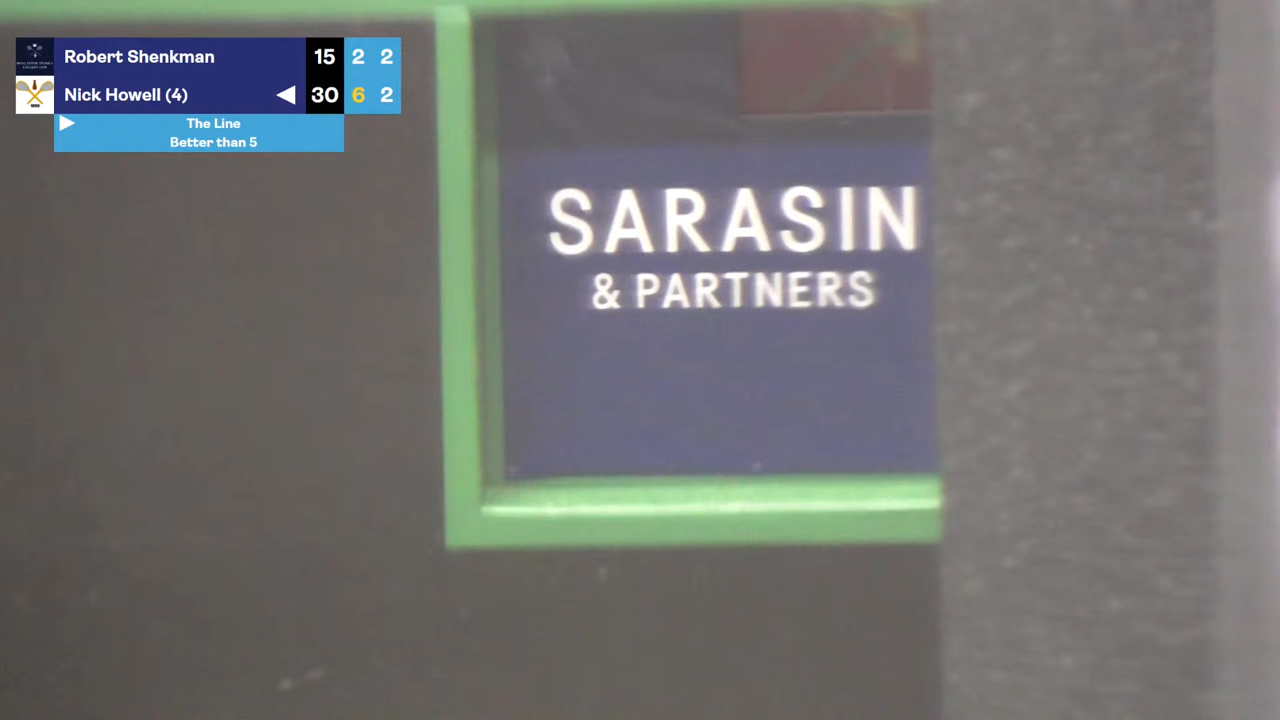 Robert Shenkman 15 2 2
Nick Howell (4) 30 6 2
The Line
Better than 5
SARASIN
& PARTNERS